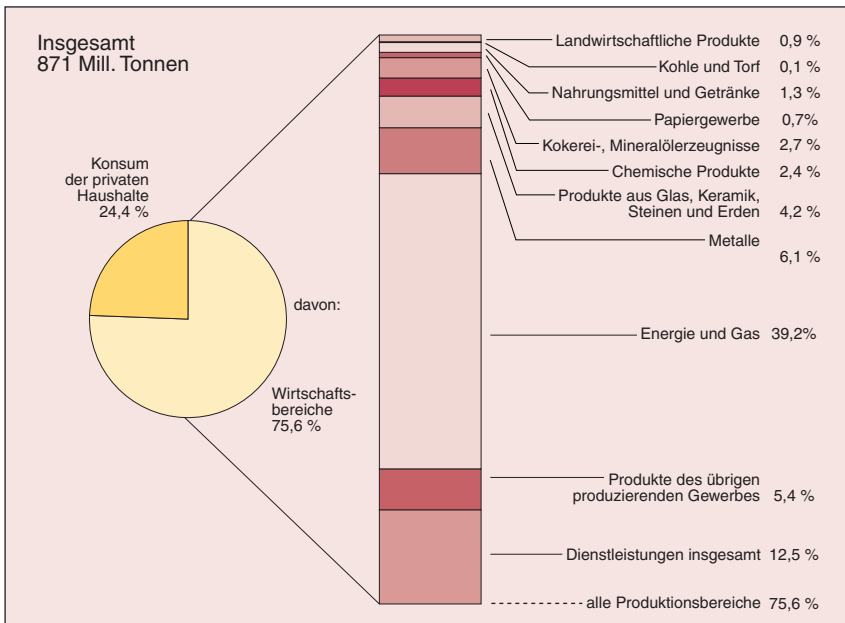 Insgesamt
871 Mill. Tonnen
Konsum
der privaten
Haushalte
24,4 %
davon:
Wirtschafts-
bereiche
75,6 %
Landwirtschaftliche Produkte 0,9 %
Kohle und Torf 0,1 %
Nahrungsmittel und Getränke 1,3 %
Papiergewerbe 0,7%
Kokerei-, Mineralölerzeugnisse 2,7 %
Chemische Produkte 2,4 %
Produkte aus Glas, Keramik,
Steinen und Erden 4,2 %
Metalle
6,1 %
Energie und Gas 39,2%
Produkte des übrigen
produzierenden Gewerbes 5,4 %
Dienstleistungen insgesamt 12,5 %
alle Produktionsbereiche 75,6 %